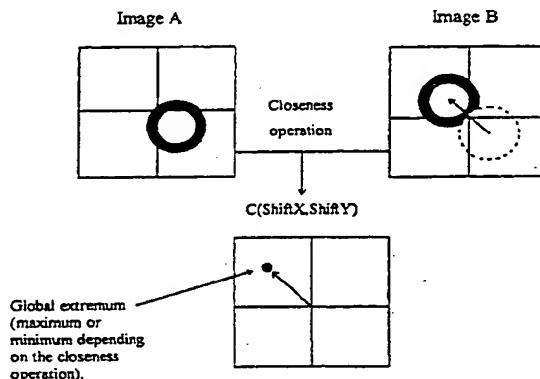 Image A
Image B
Closeness
operation
C(ShiftX,ShiftY)
Global extremum
(maximum or
minimum depending
on the closeness
operation).